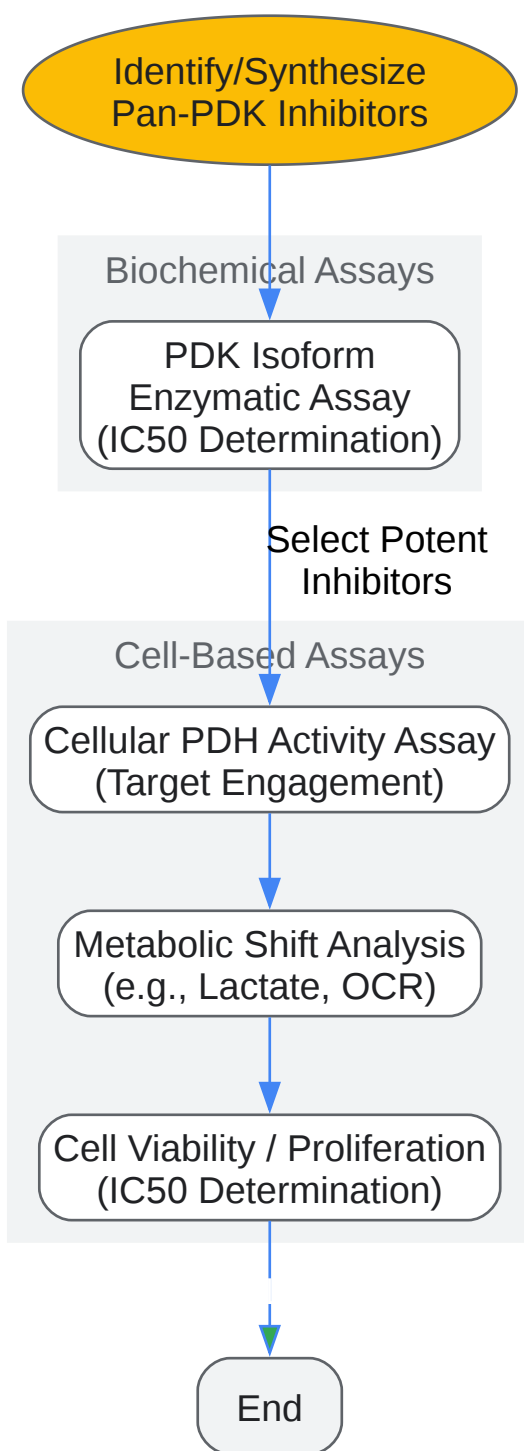 Identify/Synthesize
Pan-PDK Inhibitors
Biochemical Assays
PDK Isoform
Enzymatic Assay
(IC50 Determination)
Select Potent
Inhibitors
Cell-Based Assays
Cellular PDH Activity Assay
(Target Engagement)
Metabolic Shift Analysis
(e.g., Lactate, OCR)
Cell Viability / Proliferation
(IC50 Determination)
End